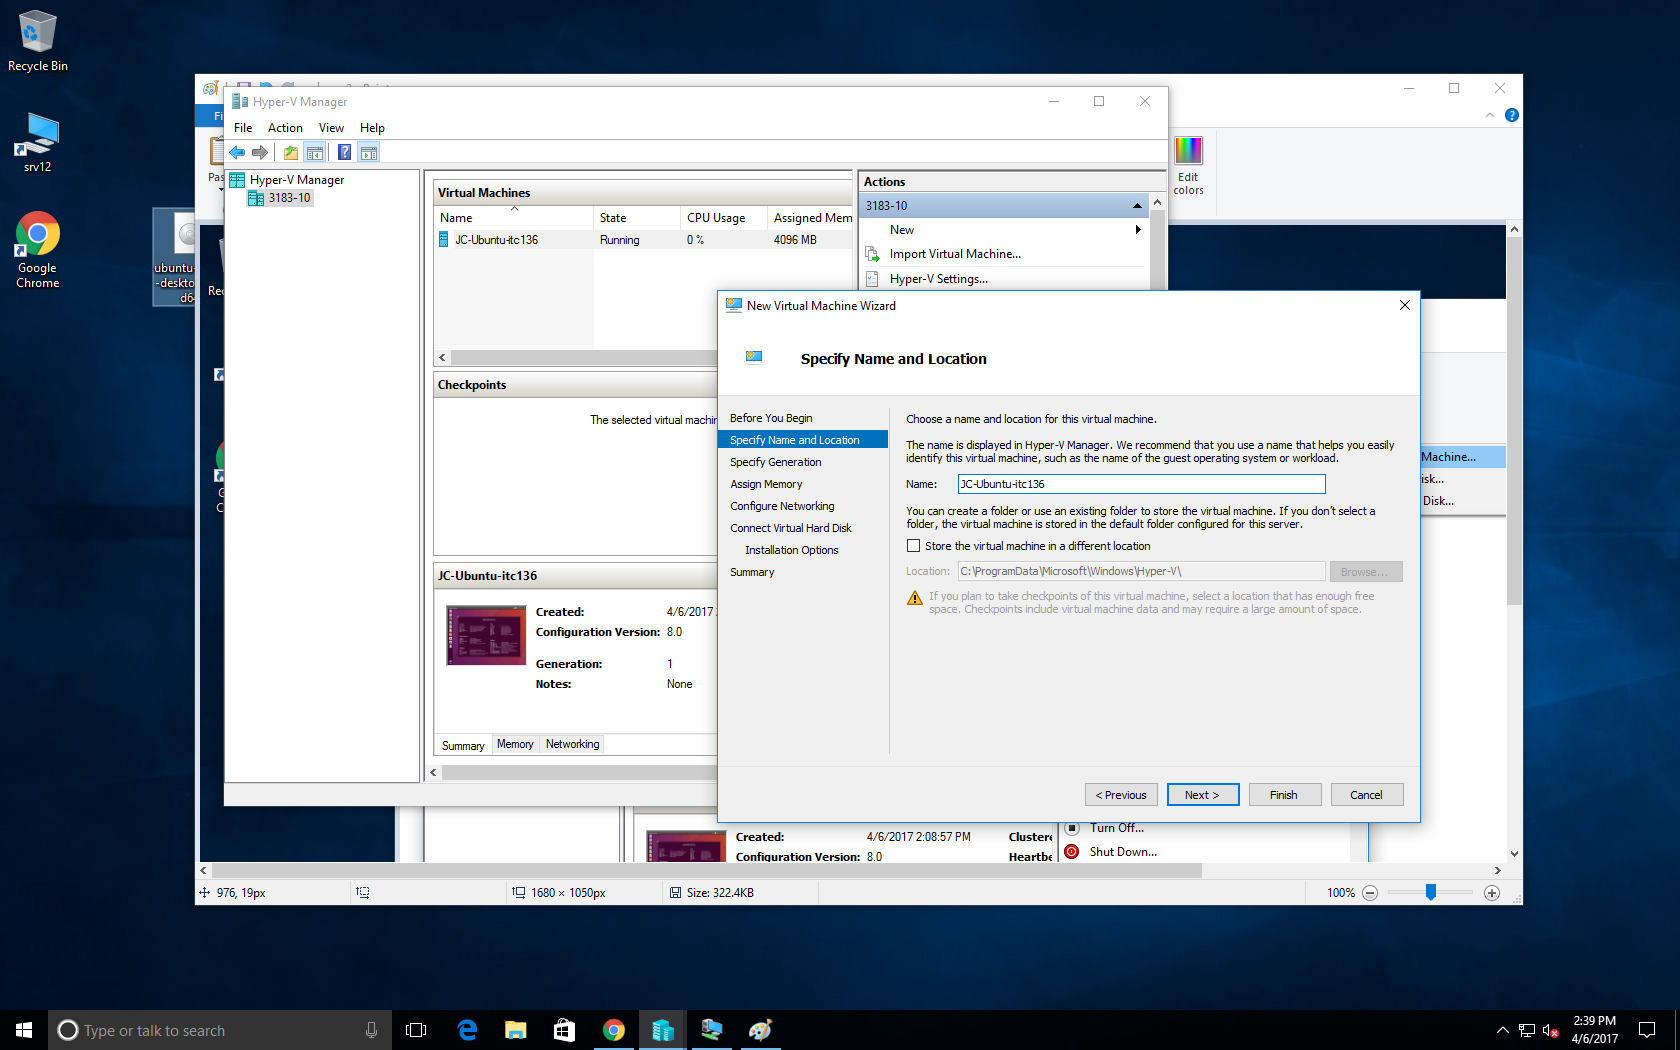 Recycle Bin
srv12
Google
Chrome
ubuntu-
-deskto
d6
Hyper-V Manager
File Action View Help
Hyper-V Manager
3183-10
Virtual Machines
Name State CPU Usage Assigned Mem
JC-Ubuntu-itc136 Running 0 % 4096 MB
Actions
3183-10
New
Import Virtual Machine...
Hyper-V Settings...
Edit
colors
Checkpoints
The selected virtual machin
JC-Ubuntu-itc136
Created: 4/6/2017
Configuration Version: 8.0
Generation: 1
Notes: None
Summary Memory Networking
New Virtual Machine Wizard
Specify Name and Location
Before You Begin
Specify Name and Location
Specify Generation
Assign Memory
Configure Networking
Connect Virtual Hard Disk
Installation Options
Summary
Choose a name and location for this virtual machine.
The name is displayed in Hyper-V Manager. We recommend that you use a name that helps you easily
identify this virtual machine, such as the name of the guest operating system or workload.
Name: JC-Ubuntu-itc136
You can create a folder or use an existing folder to store the virtual machine. If you don't select a
folder, the virtual machine is stored in the default folder configured for this server.
Store the virtual machine in a different location
Location: C:\ProgramData\Microsoft\Windows\Hyper-V\ Browse...
If you plan to take checkpoints of this virtual machine, select a location that has enough free
space. Checkpoints include virtual machine data and may require a large amount of space.
< Previous Next > Finish Cancel
Machine...
isk...
Disk...
Created: 4/6/2017 2:08:57 PM Clustere
Configuration Version: 8.0 Heartbe
Turn Off...
Shut Down...
976, 19px 1680 × 1050px Size: 322.4KB 100%
Type or talk to search
2:39 PM
4/6/2017